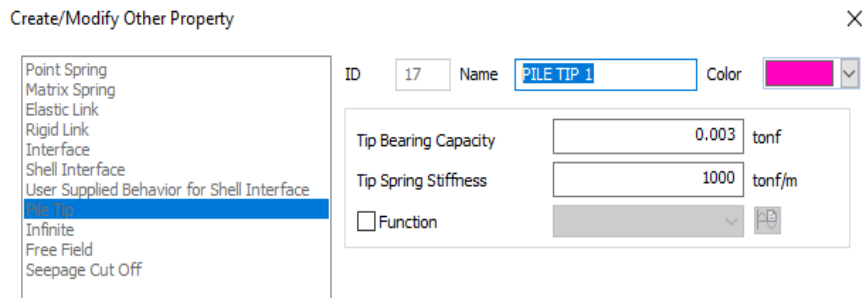 Create/Modify Other Property
Point Spring
Matrix Spring
Elastic Link
Rigid Link
Interface
Shell Interface
User Supplied Behavior for Shell Interface
Pile Tip
Infinite
Free Field
Seepage Cut Off
ID 17 Name PILE TIP 1 Color
Tip Bearing Capacity 0.003 tonf
Tip Spring Stiffness 1000 tonf/m
Function